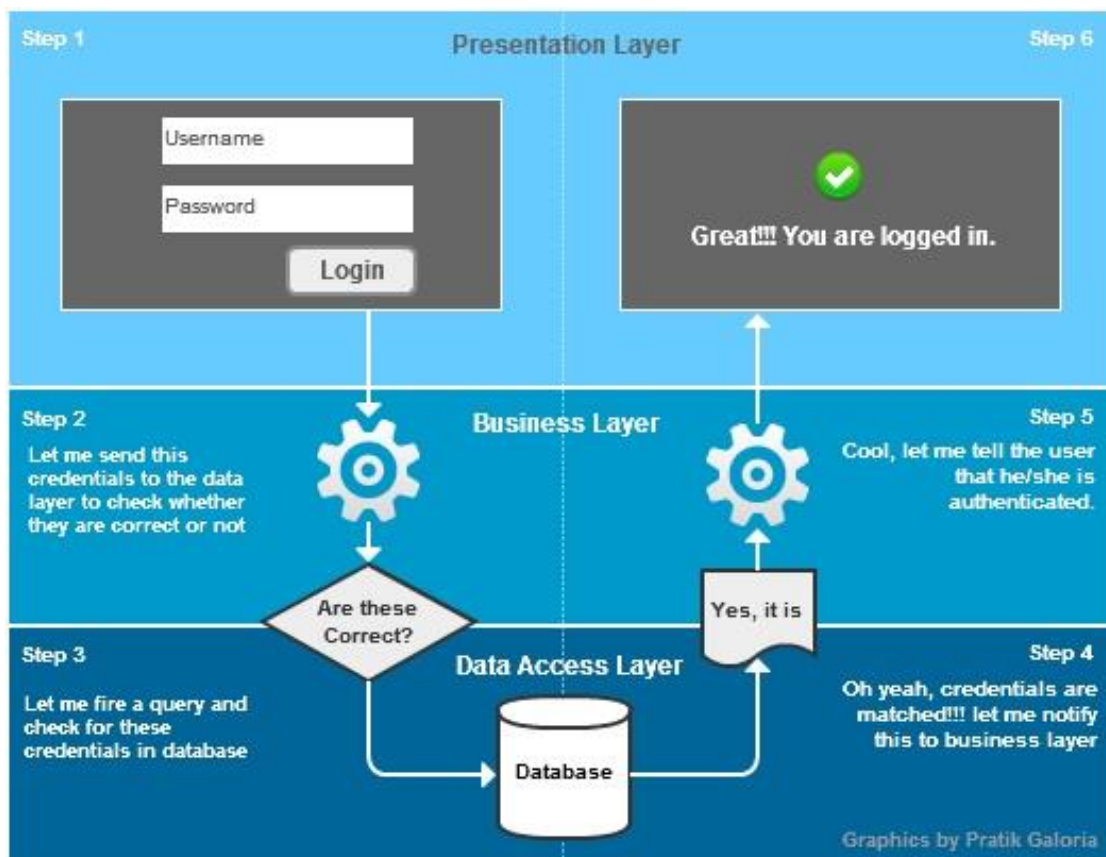 Step 1
Presentation Layer
Step 6
Username
Password
Login
Great!!! You are logged in.
Step 2
Business Layer
Step 5
Let me send this
credentials to the data
layer to check whether
they are correct or not
Cool, let me tell the user
that he/she is
authenticated.
Are these
Correct?
Yes, it is
Step 3
Data Access Layer
Step 4
Let me fire a query and
check for these
credentials in database
Oh yeah, credentials are
matched!!! let me notify
this to business layer
Database
Graphics by Pratik Galoria